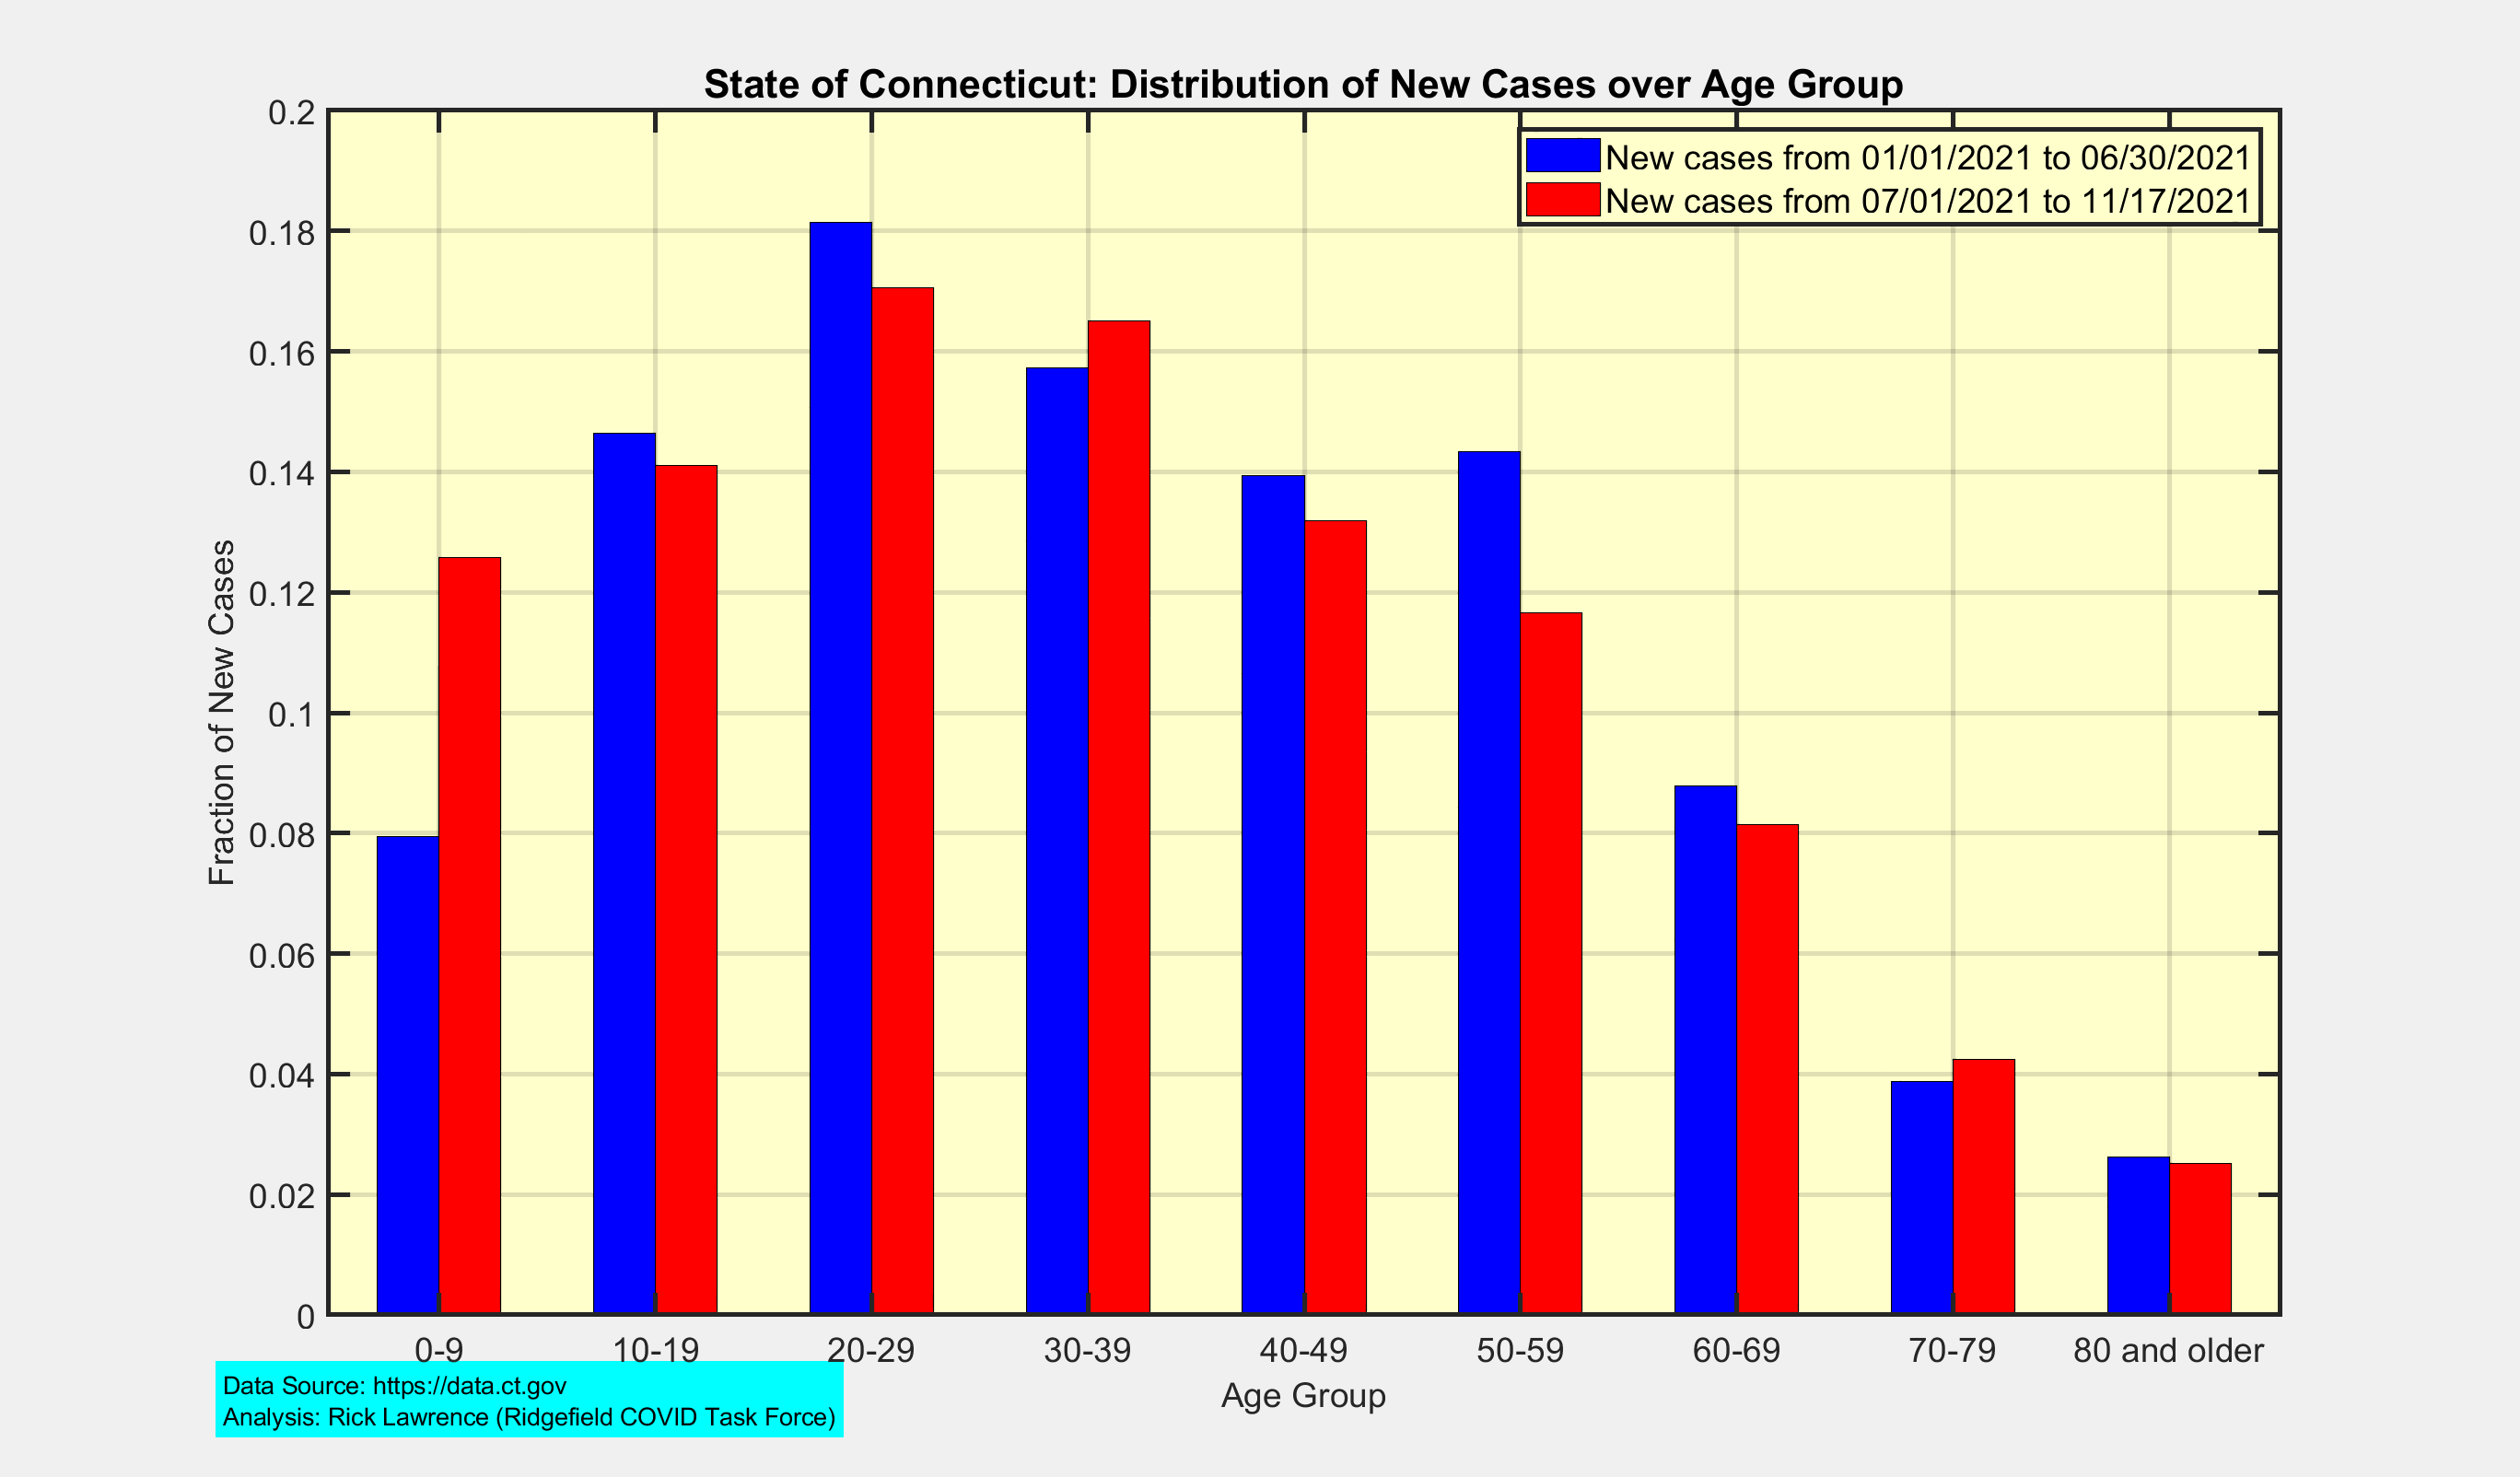 State of Connecticut: Distribution of New Cases over Age Group
New cases from 01/01/2021 to 06/30/2021
New cases from 07/01/2021 to 11/17/2021
Fraction of New Cases
0.2
0.18
0.16
0.14
0.12
0.1
0.08
0.06
0.04
0.02
0
0-9 10-19 20-29 30-39 40-49 50-59 60-69 70-79 80 and older
Age Group
Data Source: https://data.ct.gov
Analysis: Rick Lawrence (Ridgefield COVID Task Force)